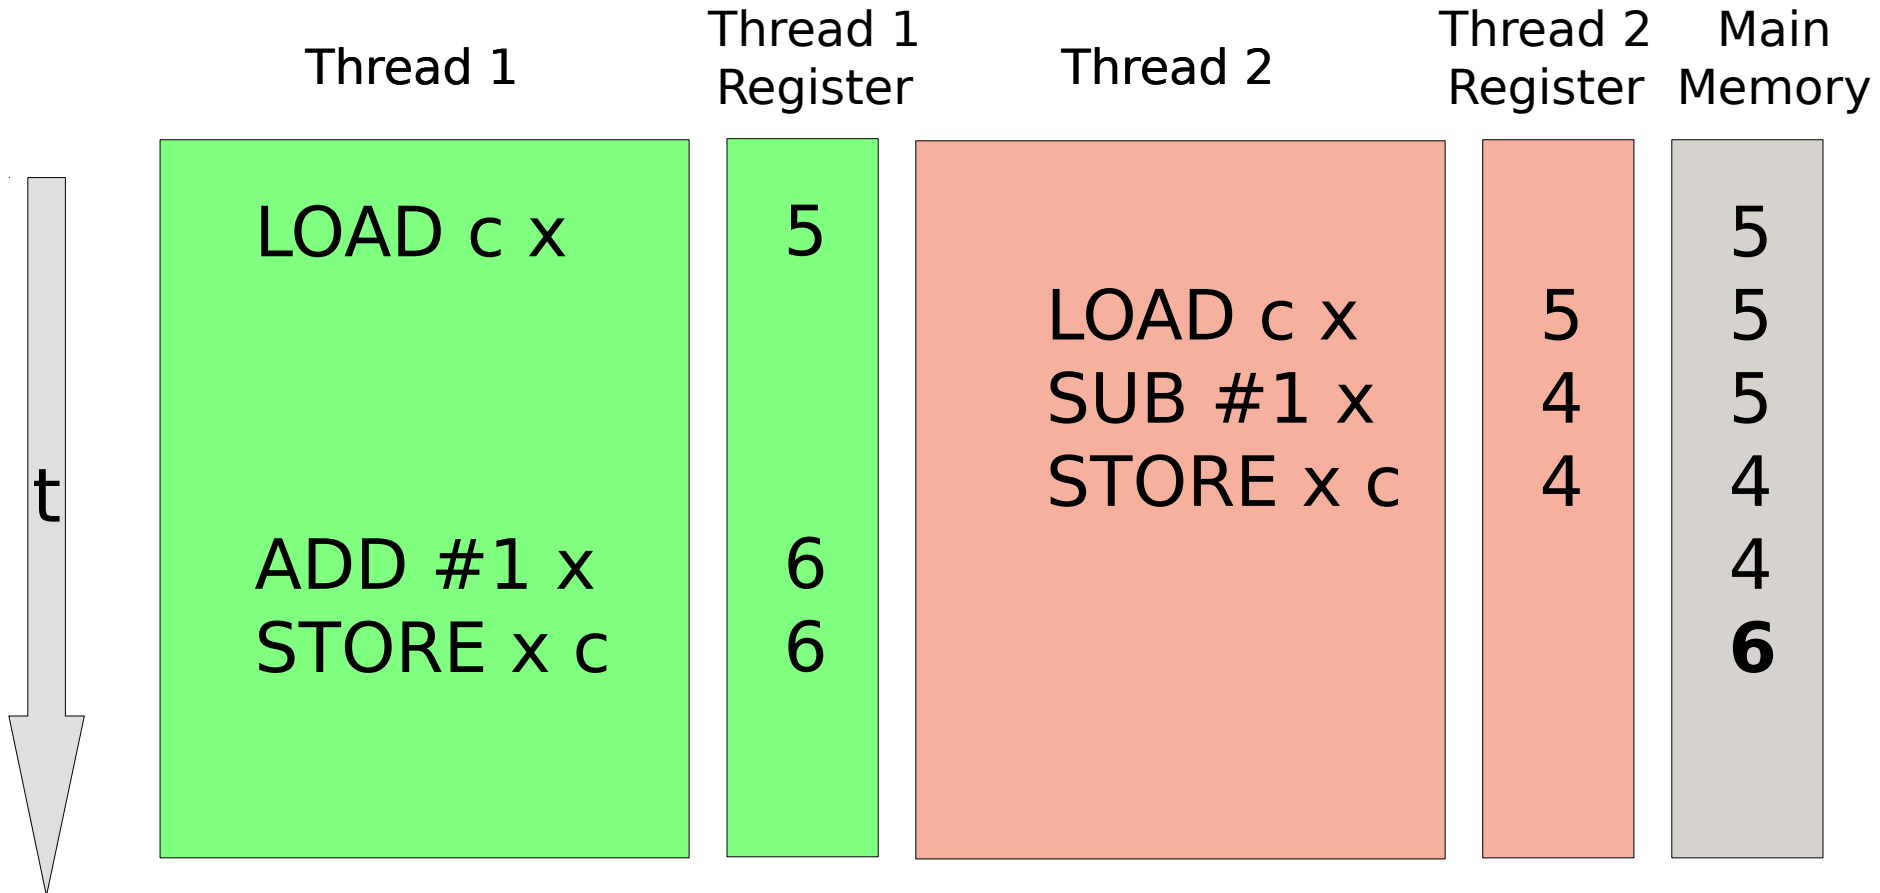 Thread 1
Thread 1
Register
Thread 2
Thread 2
Register
Main
Memory
t
LOAD c x 5 5
LOAD c x 5 5
SUB #1 x 4 5
STORE x c 4 4
ADD #1 x 6 4
STORE x c 6 6